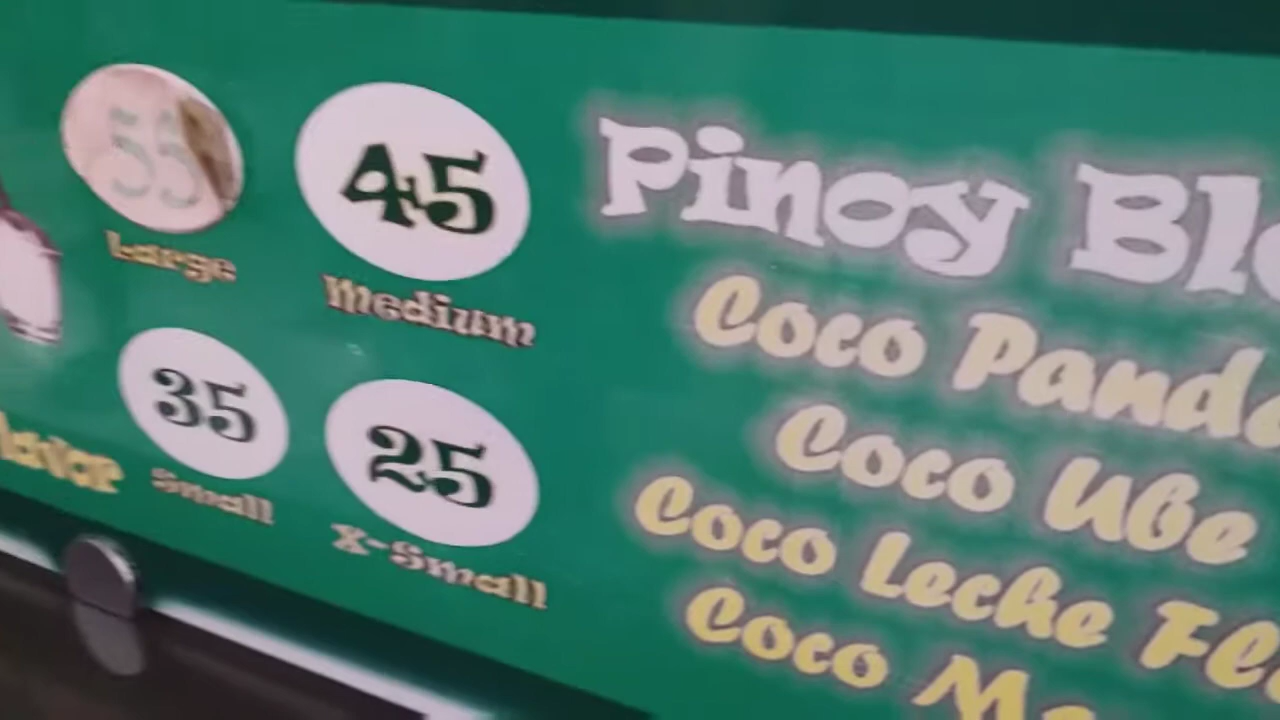 55
Large
45
Medium
35
Small
25
X-Small
Pinoy
Coco
Coco Ube
Coco Leche
Coco